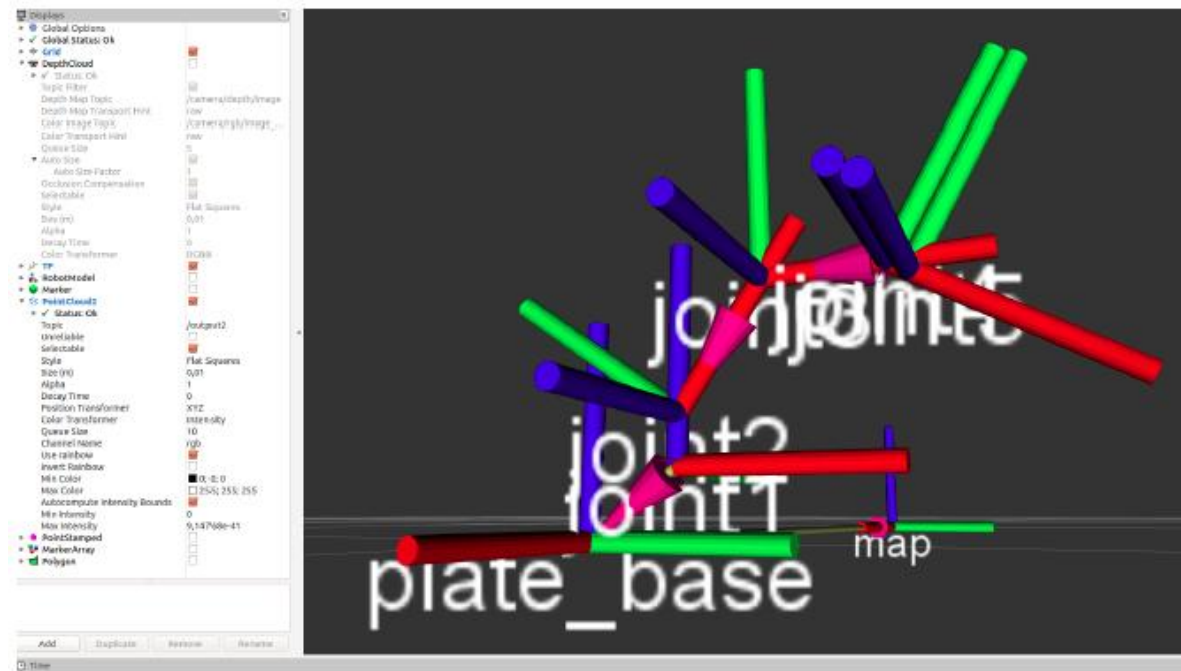 Displays
Global Options
Global Status: Ok
Grid
DepthCloud
Status: Ok
Topic Filter
Depth Map Topic /camera/depth/image
Depth Map Transport Hint raw
Color Image Topic /camera/rgb/image_...
Color Transport Hint raw
Queue Size 5
Auto Size
Auto Size Factor 1
Occlusion Compensation
Selectable
Style Flat Squares
Size (m) 0,01
Alpha 1
Decay Time 0
Color Transformer RGB8
TF
RobotModel
Marker
PointCloud2
Status: Ok
Topic /output2
Unreliable
Selectable
Style Flat Squares
Size (m) 0,01
Alpha 1
Decay Time 0
Position Transformer XYZ
Color Transformer Intensity
Queue Size 10
Channel Name rgb
Use rainbow
Invert Rainbow
Min Color 0; 0; 0
Max Color 255; 255; 255
Autocompute Intensity Bounds
Min Intensity 0
Max Intensity 9,14768e-41
PointStamped
MarkerArray
Polygon
Add Duplicate Remove Rename
Time
joint2
joint1
map
plate_base